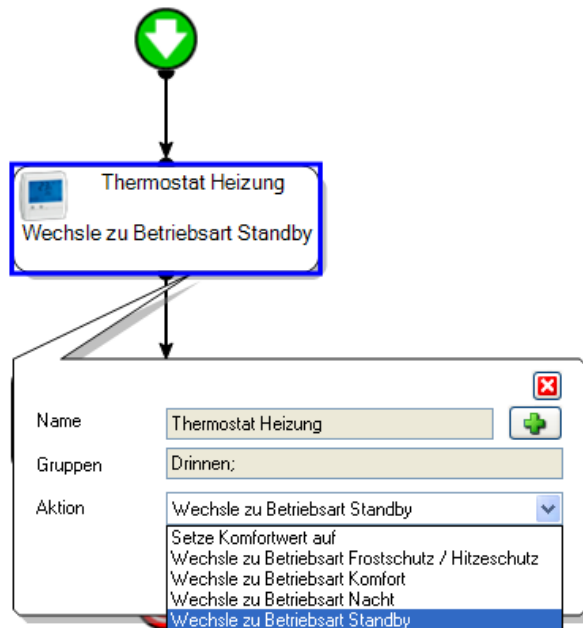 Thermostat Heizung
Wechsle zu Betriebsart Standby
Name
Thermostat Heizung
Gruppen
Drinnen;
Aktion
Wechsle zu Betriebsart Standby
Setze Komfortwert auf
Wechsle zu Betriebsart Frostschutz / Hitzeschutz
Wechsle zu Betriebsart Komfort
Wechsle zu Betriebsart Nacht
Wechsle zu Betriebsart Standby